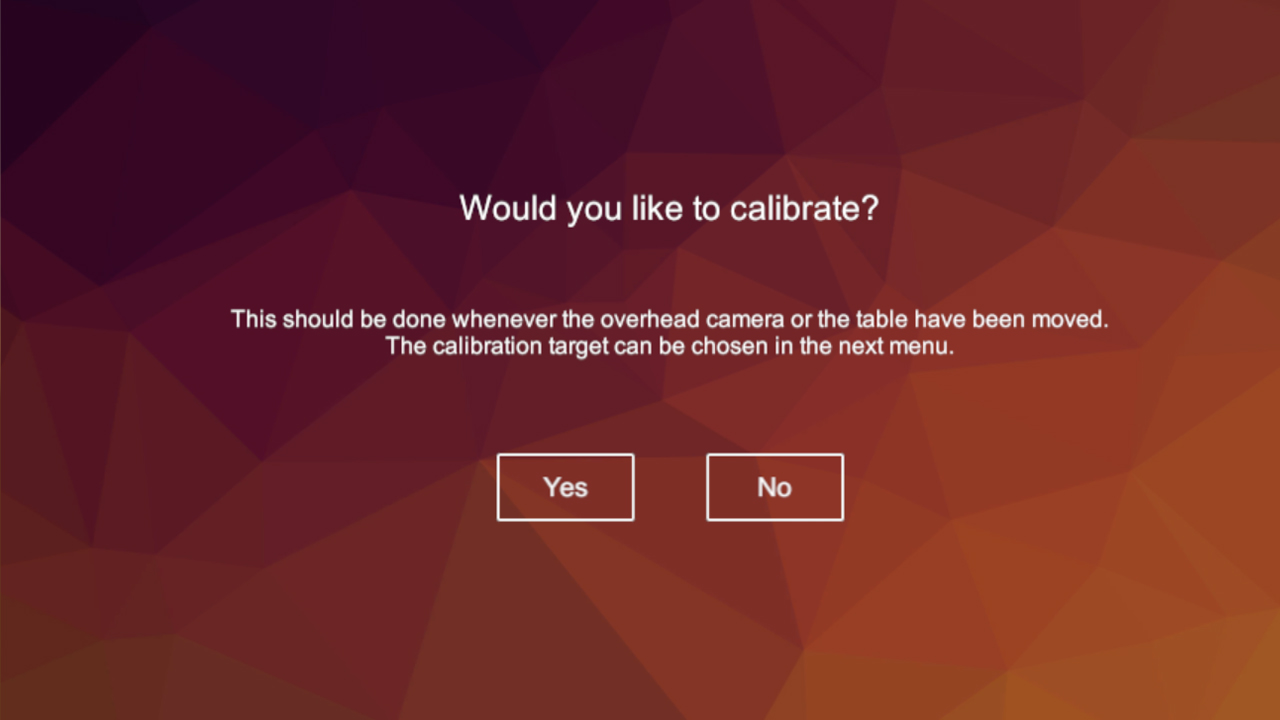 Would you like to calibrate?
This should be done whenever the overhead camera or the table have been moved.
The calibration target can be chosen in the next menu.
Yes
No